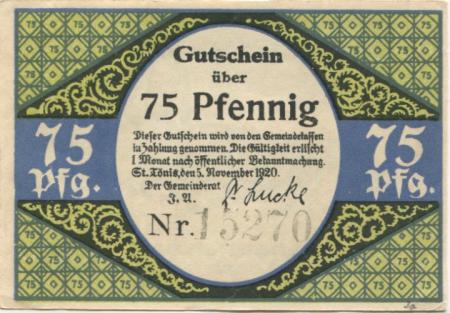 Gutschein
über
75 Pfennig
75
Pfg.
75
Pfg.
Dieser Gutschein wird von den Gemeindekassen
in Zahlung genommen. Die Gültigkeit erlischt
1 Monat nach öffentlicher Bekanntmachung.
St. Tönis, den 5. November 1920.
Der Gemeinderat
J. A.
Nr. 15270